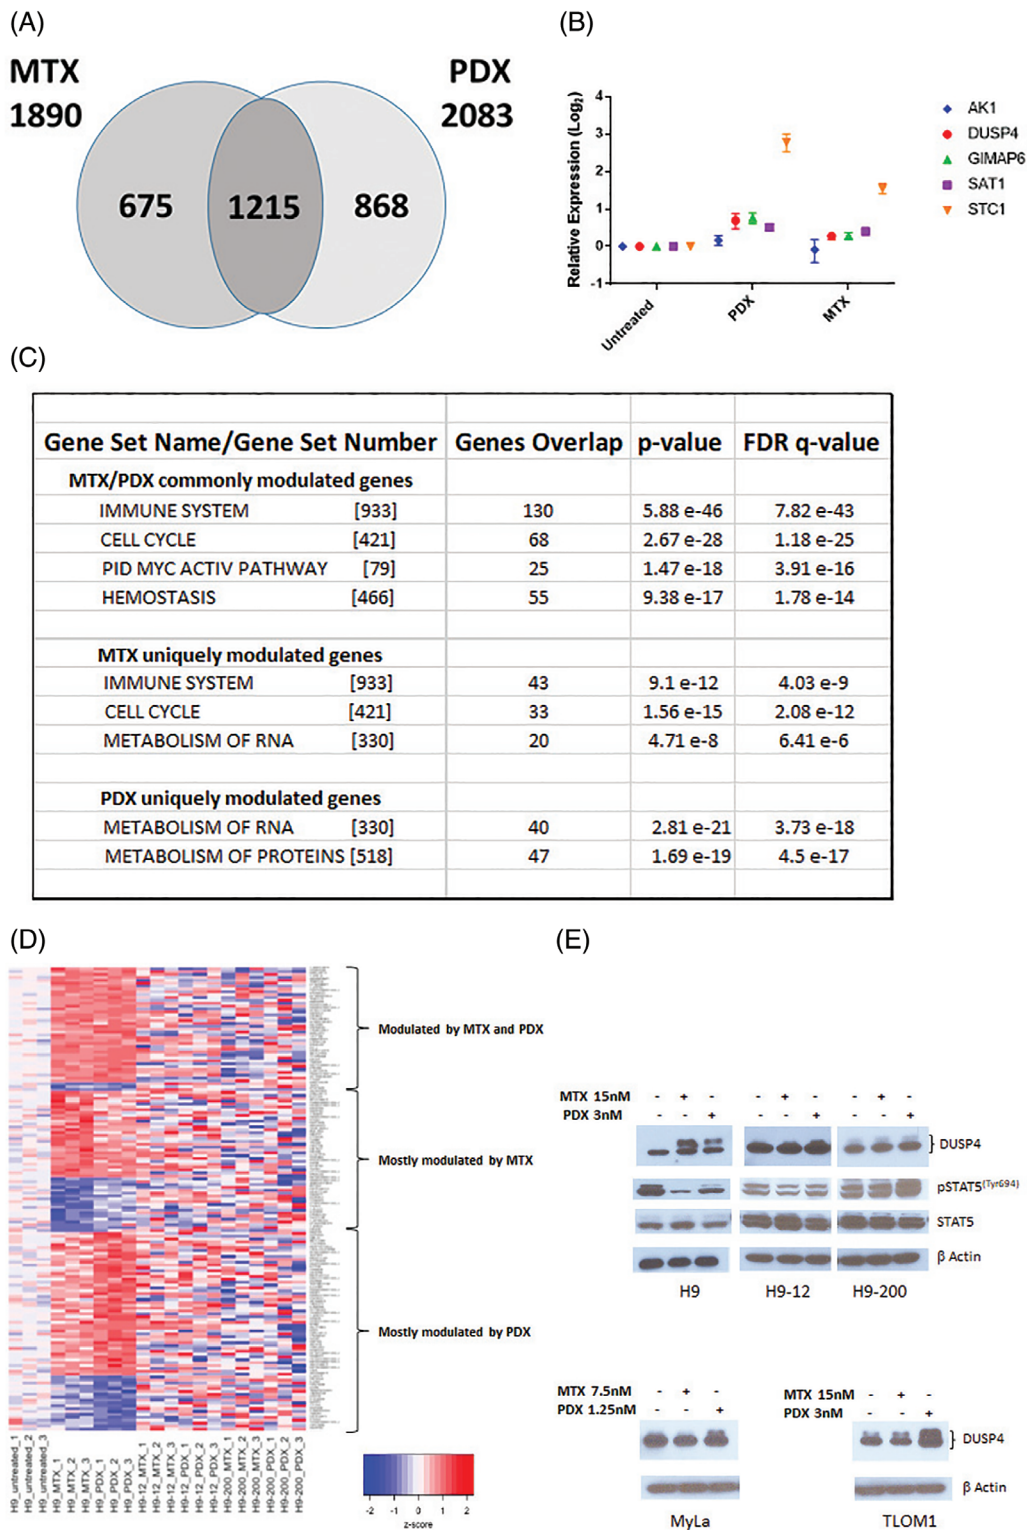 (A)
MTX
1890
PDX
2083
675
1215
868
(B)
Relative Expression (Log2)
4
3
2
1
0
-1
Untreated
PDX
MTX
AK1
DUSP4
GIMAP6
SAT1
STC1
(C)
Gene Set Name/Gene Set Number Genes Overlap p-value FDR q-value
MTX/PDX commonly modulated genes
IMMUNE SYSTEM [933] 130 5.88 e-46 7.82 e-43
CELL CYCLE [421] 68 2.67 e-28 1.18 e-25
PID MYC ACTIV PATHWAY [79] 25 1.47 e-18 3.91 e-16
HEMOSTASIS [466] 55 9.38 e-17 1.78 e-14
MTX uniquely modulated genes
IMMUNE SYSTEM [933] 43 9.1 e-12 4.03 e-9
CELL CYCLE [421] 33 1.56 e-15 2.08 e-12
METABOLISM OF RNA [330] 20 4.71 e-8 6.41 e-6
PDX uniquely modulated genes
METABOLISM OF RNA [330] 40 2.81 e-21 3.73 e-18
METABOLISM OF PROTEINS [518] 47 1.69 e-19 4.5 e-17
(D)
Modulated by MTX and PDX
Mostly modulated by MTX
Mostly modulated by PDX
H9_untreated_1
H9_untreated_2
H9_untreated_3
H9_MTX_1
H9_MTX_2
H9_MTX_3
H9_PDX_1
H9_PDX_2
H9_PDX_3
H9-12_MTX_1
H9-12_MTX_2
H9-12_MTX_3
H9-12_PDX_1
H9-12_PDX_2
H9-12_PDX_3
H9-200_MTX_1
H9-200_MTX_2
H9-200_MTX_3
H9-200_PDX_1
H9-200_PDX_2
H9-200_PDX_3
-2 -1 0 1 2
z-score
(E)
MTX 15nM - + - - + - - + -
PDX 3nM - - + - - + - - +
DUSP4
pSTAT5(Tyr694)
STAT5
β Actin
H9 H9-12 H9-200
MTX 7.5nM - + -
PDX 1.25nM - - +
MTX 15nM - + -
PDX 3nM - - +
DUSP4
β Actin
MyLa TLOM1